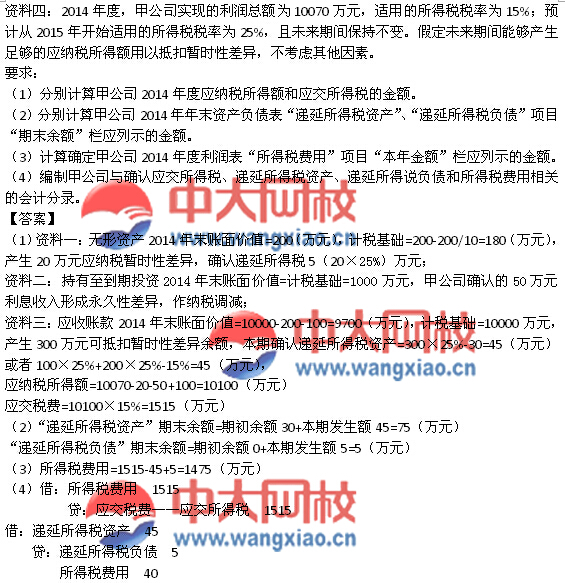 资料四：2014 年度，甲公司实现的利润总额为 10070 万元，适用的所得税税率为 15%；预
计从 2015 年开始适用的所得税税率为 25%，且未来期间保持不变。假定未来期间能够产生
足够的应纳税所得额用以抵扣暂时性差异，不考虑其他因素。
要求：
（1）分别计算甲公司 2014 年度应纳税所得额和应交所得税的金额。
（2）分别计算甲公司 2014 年年末资产负债表“递延所得税资产”、“递延所得税负债”项目
“期末余额”栏应列示的金额。
（3）计算确定甲公司 2014 年度利润表“所得税费用”项目“本年金额”栏应列示的金额。
（4）编制甲公司与确认应交所得税、递延所得税资产、递延所得说负债和所得税费用相关
的会计分录。
【答案】
（1）资料一：无形资产 2014 年末账面价值=200（万元），计税基础=200-200/10=180（万元），
产生 20 万元应纳税暂时性差异，确认递延所得税 5（20×25%）万元；
资料二：持有至到期投资 2014 年末账面价值=计税基础=1000 万元，甲公司确认的 50 万元
利息收入形成永久性差异，作纳税调减；
资料三：应收账款 2014 年末账面价值=10000-200-100=9700（万元），计税基础=10000 万元，
产生 300 万元可抵扣暂时性差异余额，本期确认递延所得税资产=300×25%-30=45（万元）
或者 100×25%+200×25%-15%=45（万元），
应纳税所得额=10070-20-50+100=10100（万元）
应交税费=10100×15%=1515（万元）
（2）“递延所得税资产”期末余额=期初余额 30+本期发生额 45=75（万元）
“递延所得税负债”期末余额=期初余额 0+本期发生额 5=5（万元）
（3）所得税费用=1515-45+5=1475（万元）
（4）借：所得税费用 1515
贷：应交税费——应交所得税 1515
借：递延所得税资产 45
贷：递延所得税负债 5
所得税费用 40
中大网校
www.wangxiao.cn
中大网校
www.wangxiao.cn
中大网校
www.wangxiao.cn